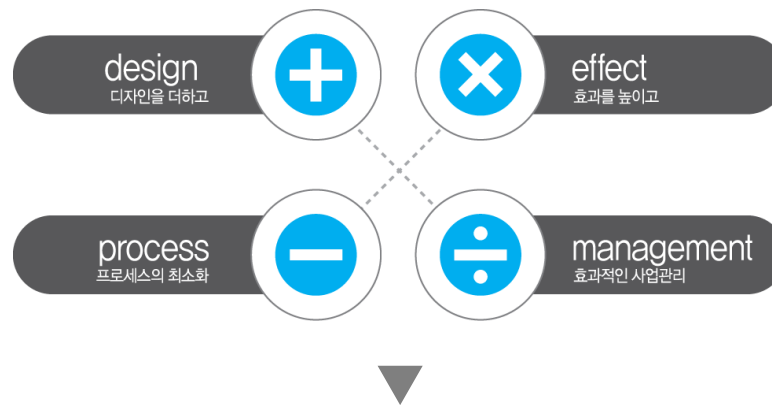 design
디자인을 더하고
effect
효과를 높이고
process
프로세스의 최소화
management
효과적인 사업관리